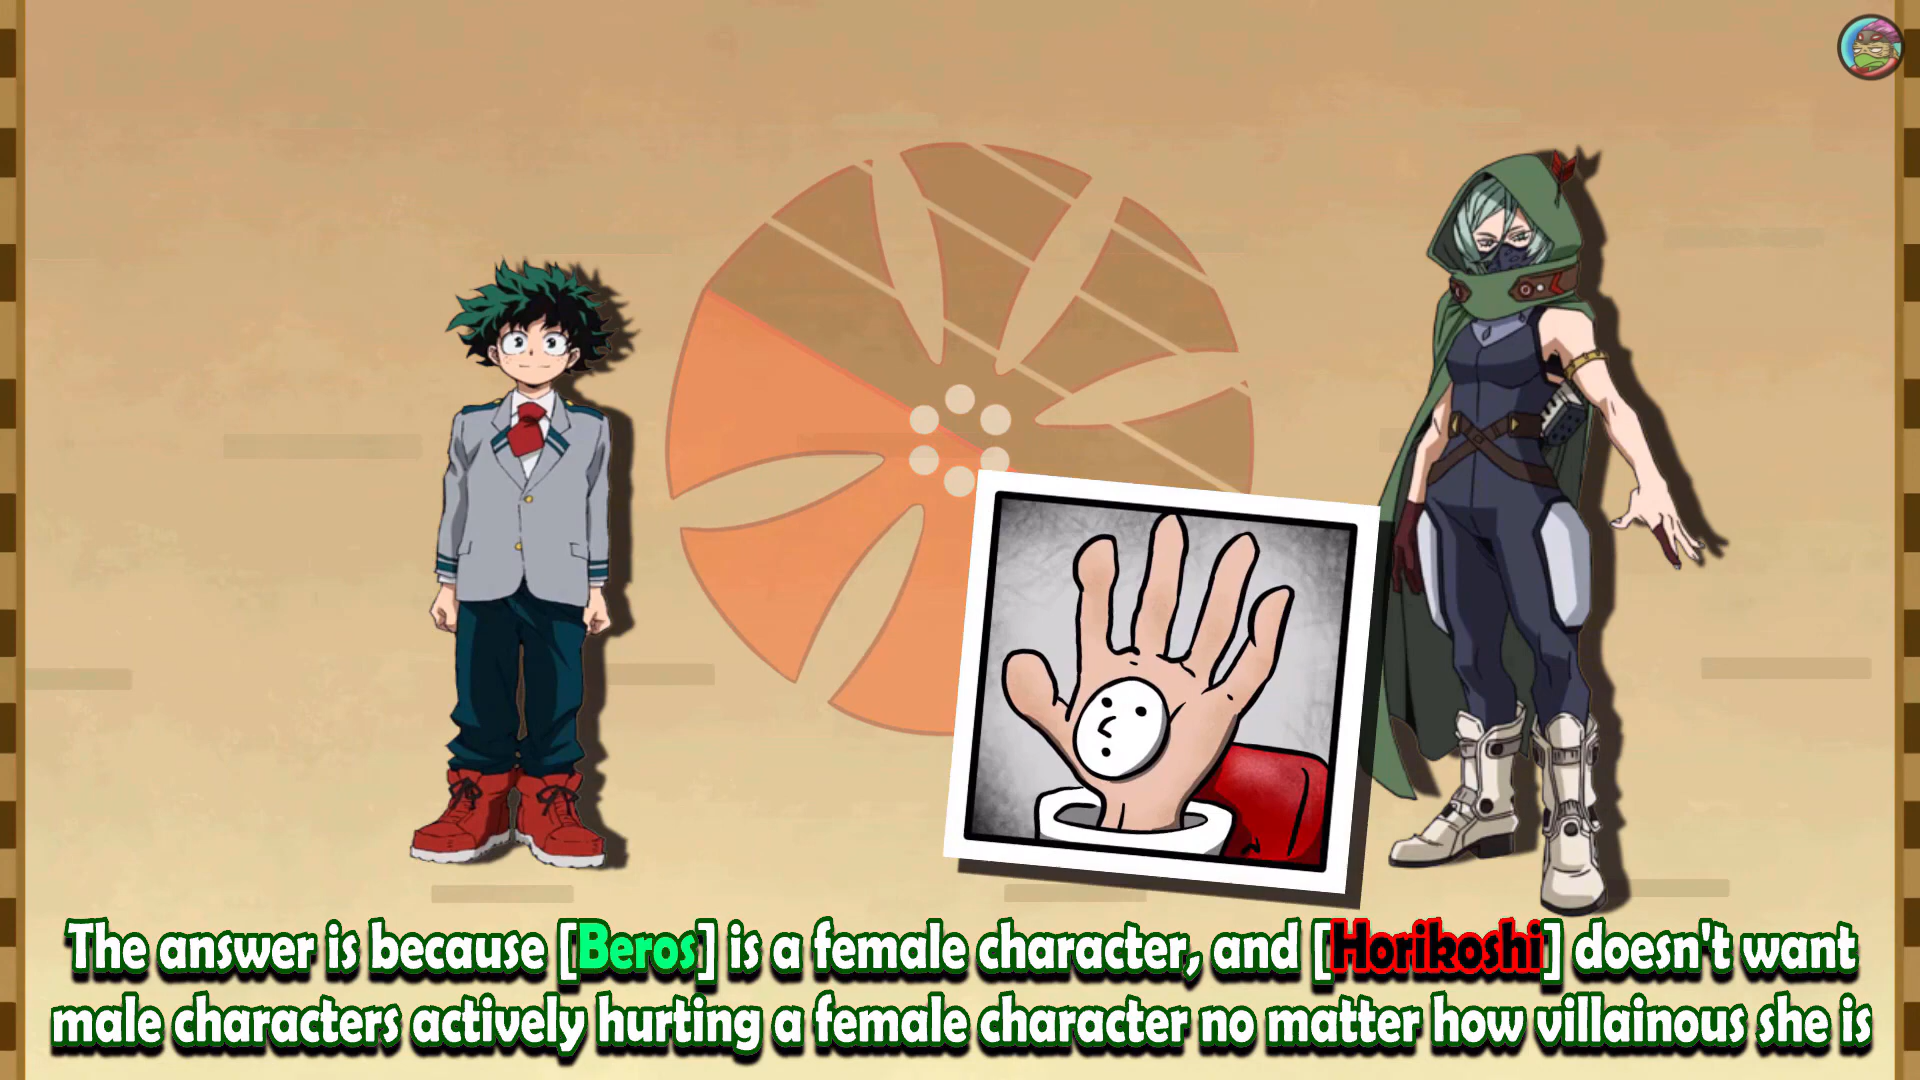 The answer is because [Beros] is a female character, and [Horikoshi] doesn't want
male characters actively hurting a female character no matter how villainous she is